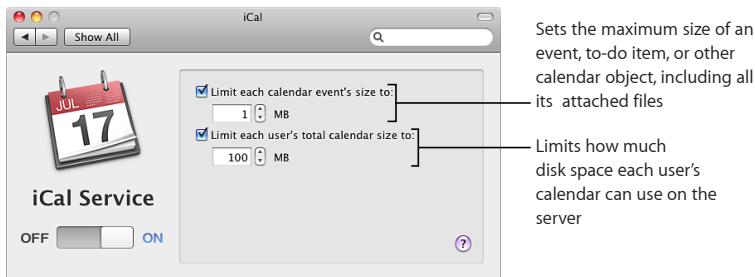 iCal
Show All
Limit each calendar event's size to:
1 MB
Limit each user's total calendar size to:
100 MB
JUL
17
iCal Service
OFF ON
?
Sets the maximum size of an
event, to-do item, or other
calendar object, including all
its attached files
Limits how much
disk space each user’s
calendar can use on the
server